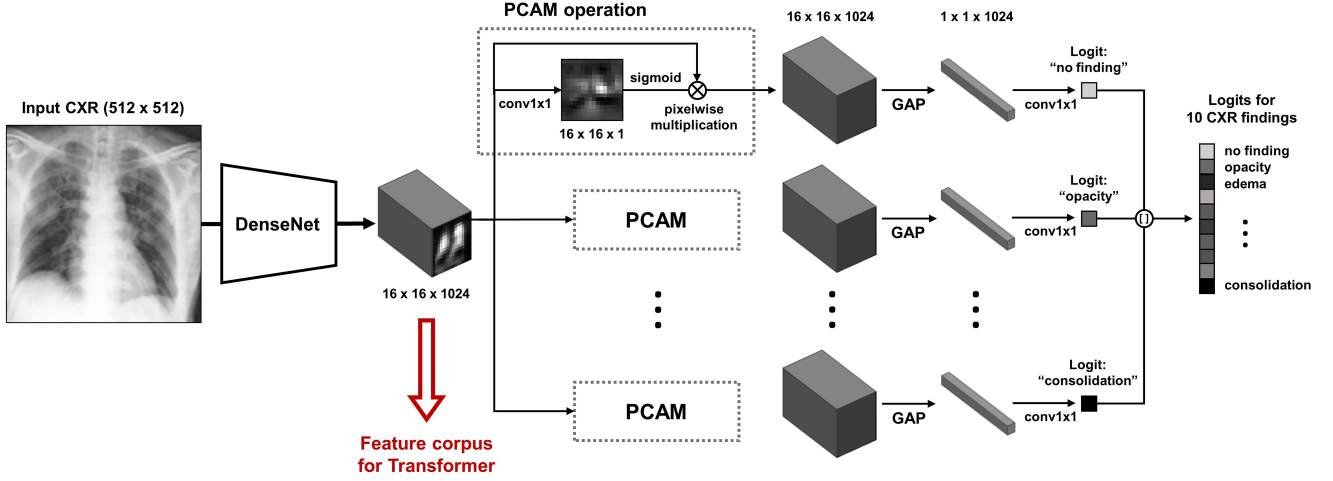 PCAM operation
16 x 16 x 1024
1 x 1 x 1024
Input CXR (512 x 512)
conv1x1
sigmoid
16 x 16 x 1
pixelwise
multiplication
GAP
conv1x1
Logit:
“no finding”
DenseNet
16 x 16 x 1024
PCAM
GAP
conv1x1
Logit:
“opacity”
[ ]
Logits for
10 CXR findings
no finding
opacity
edema
consolidation
PCAM
GAP
conv1x1
Logit:
“consolidation”
Feature corpus
for Transformer